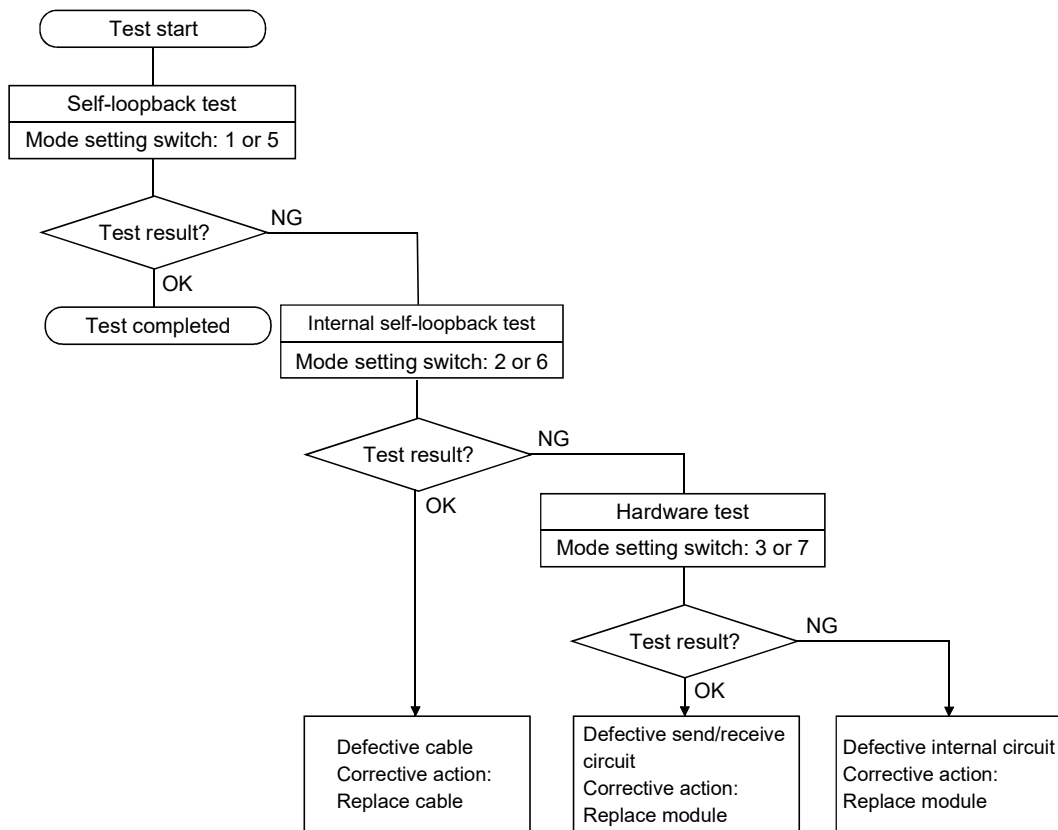 Test start
Self-loopback test
Mode setting switch: 1 or 5
Test result?
NG
OK
Test completed
Internal self-loopback test
Mode setting switch: 2 or 6
Test result?
NG
OK
Hardware test
Mode setting switch: 3 or 7
Test result?
NG
OK
Defective cable
Corrective action:
Replace cable
Defective send/receive
circuit
Corrective action:
Replace module
Defective internal circuit
Corrective action:
Replace module